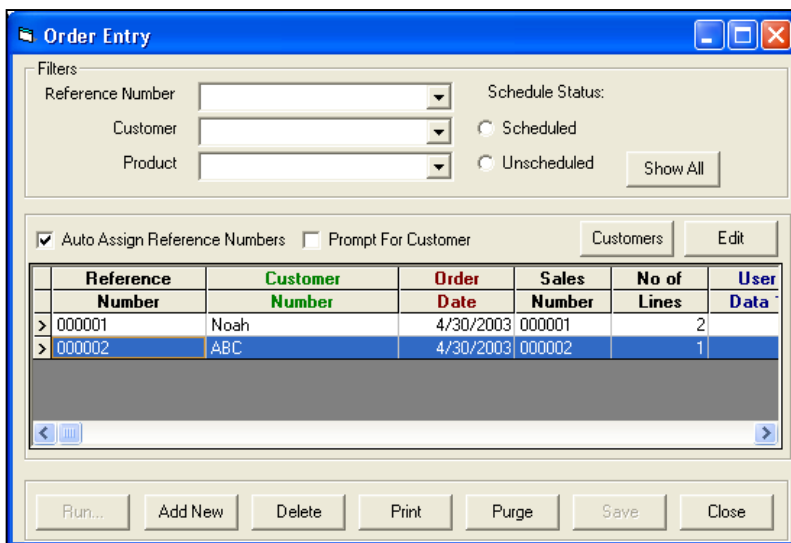 Order Entry
Filters
Reference Number
Schedule Status:
Customer
Scheduled
Product
Unscheduled
Show All
Auto Assign Reference Numbers
Prompt For Customer
Customers
Edit
Reference Customer Order Sales No of User
Number Number Date Number Lines Data
> 000001 Noah 4/30/2003 000001 2
> 000002 ABC 4/30/2003 000002 1
Run... Add New Delete Print Purge Save Close